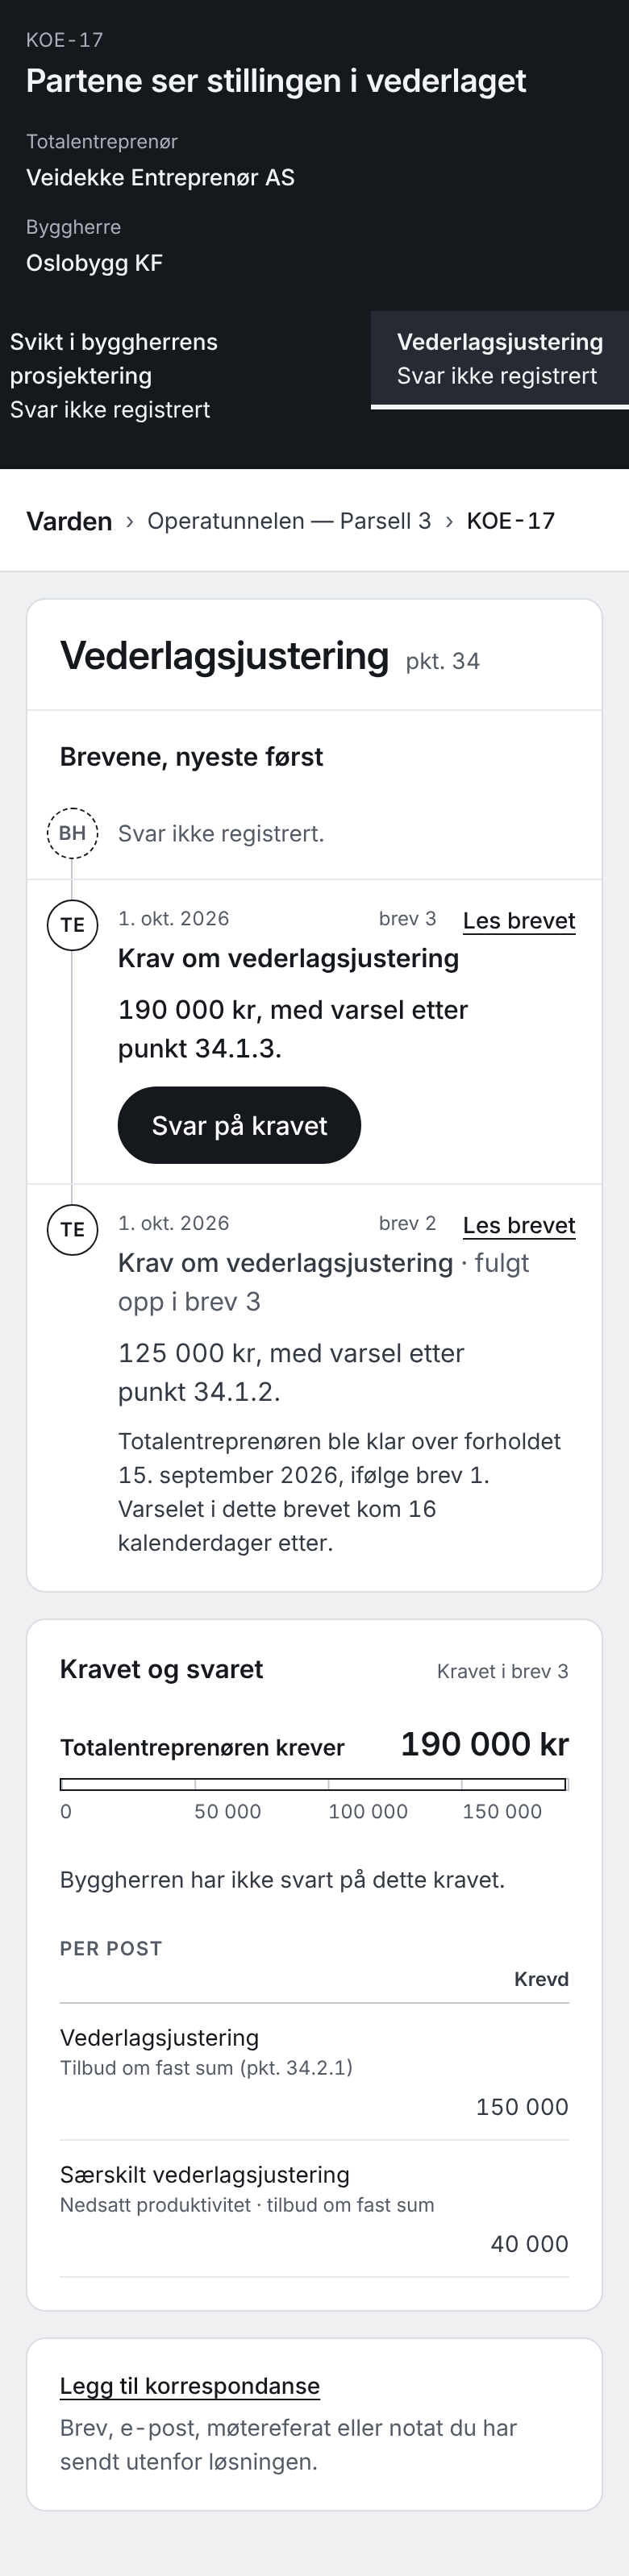 KOE-17
Partene ser stillingen i vederlaget
Totalentreprenør
Veidekke Entreprenør AS
Byggherre
Oslobygg KF
Svikt i byggherrens
prosjektering
Svar ikke registrert
Vederlagsjustering
Svar ikke registrert
Varden › Operatunnelen — Parsell 3 › KOE-17
Vederlagsjustering pkt. 34
Brevene, nyeste først
BH Svar ikke registrert.
TE 1. okt. 2026 brev 3 Les brevet
Krav om vederlagsjustering
190 000 kr, med varsel etter
punkt 34.1.3.
Svar på kravet
TE 1. okt. 2026 brev 2 Les brevet
Krav om vederlagsjustering · fulgt
opp i brev 3
125 000 kr, med varsel etter
punkt 34.1.2.
Totalentreprenøren ble klar over forholdet
15. september 2026, ifølge brev 1.
Varselet i dette brevet kom 16
kalenderdager etter.
Kravet og svaret Kravet i brev 3
Totalentreprenøren krever 190 000 kr
0 50 000 100 000 150 000
Byggherren har ikke svart på dette kravet.
PER POST
Krevd
Vederlagsjustering
Tilbud om fast sum (pkt. 34.2.1)
150 000
Særskilt vederlagsjustering
Nedsatt produktivitet · tilbud om fast sum
40 000
Legg til korrespondanse
Brev, e-post, møtereferat eller notat du har
sendt utenfor løsningen.